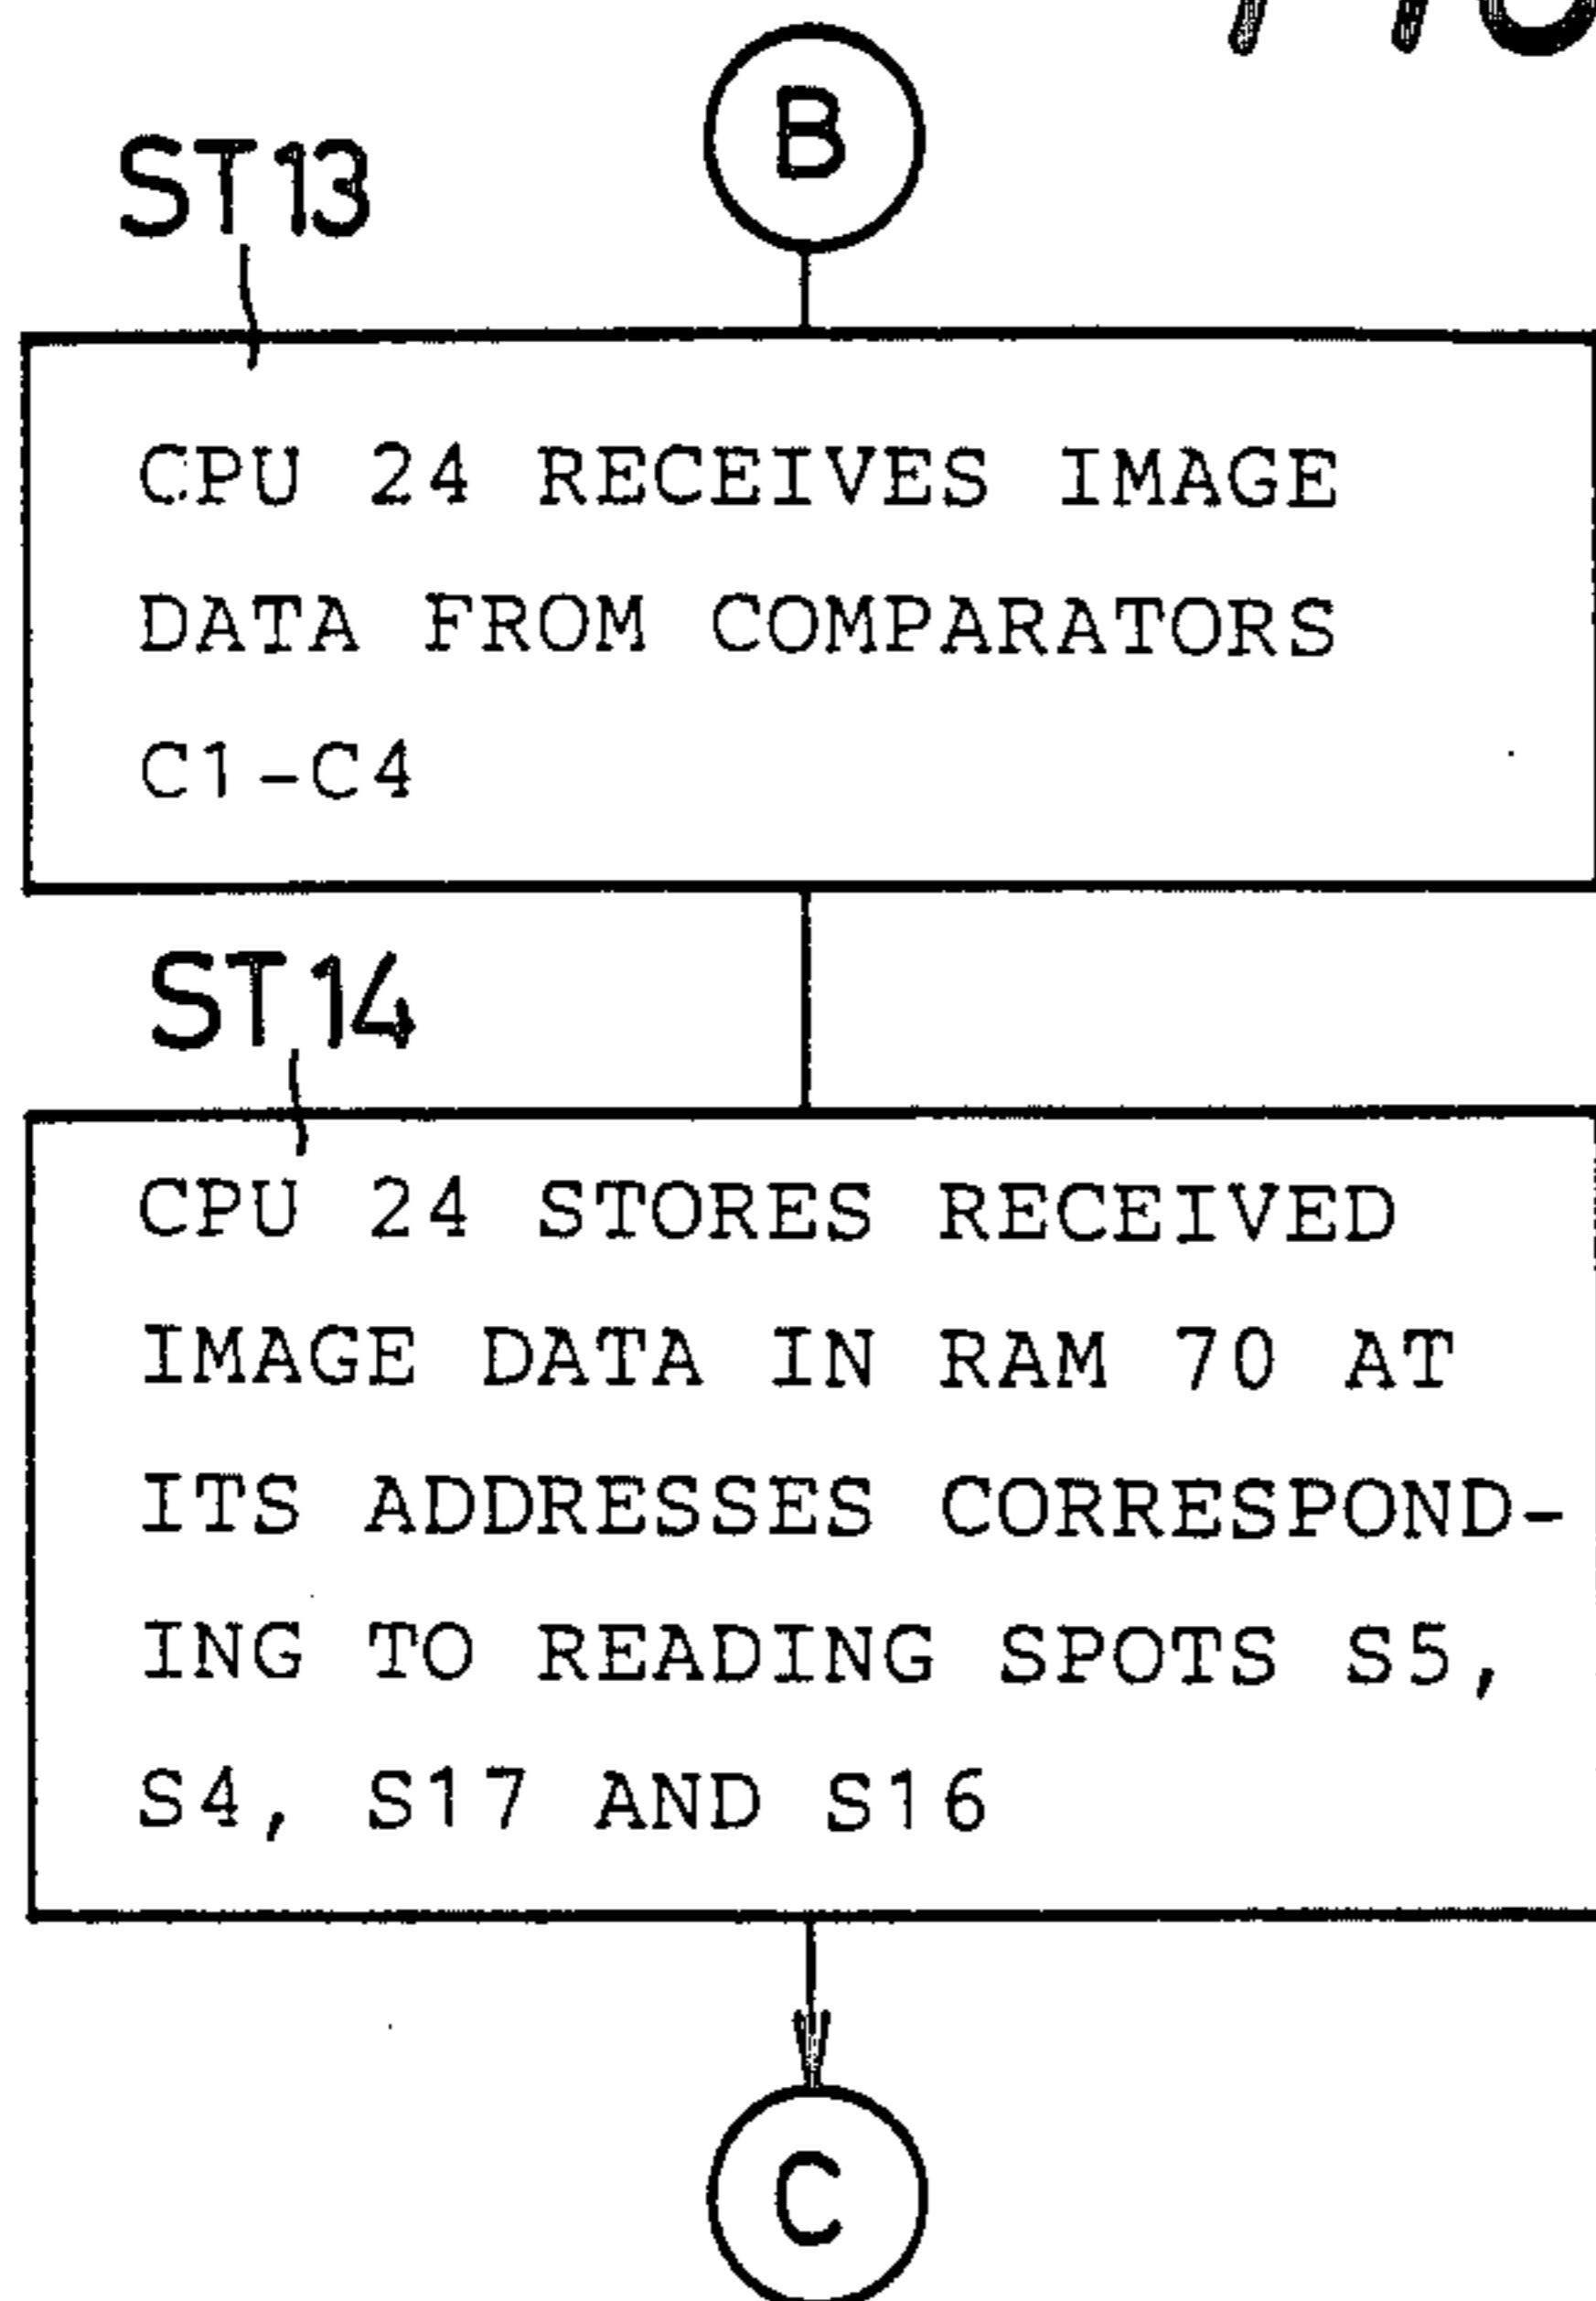 B
ST13
CPU 24 RECEIVES IMAGE
DATA FROM COMPARATORS
C1-C4
ST14
CPU 24 STORES RECEIVED
IMAGE DATA IN RAM 70 AT
ITS ADDRESSES CORRESPOND-
ING TO READING SPOTS S5,
S4, S17 AND S16
C